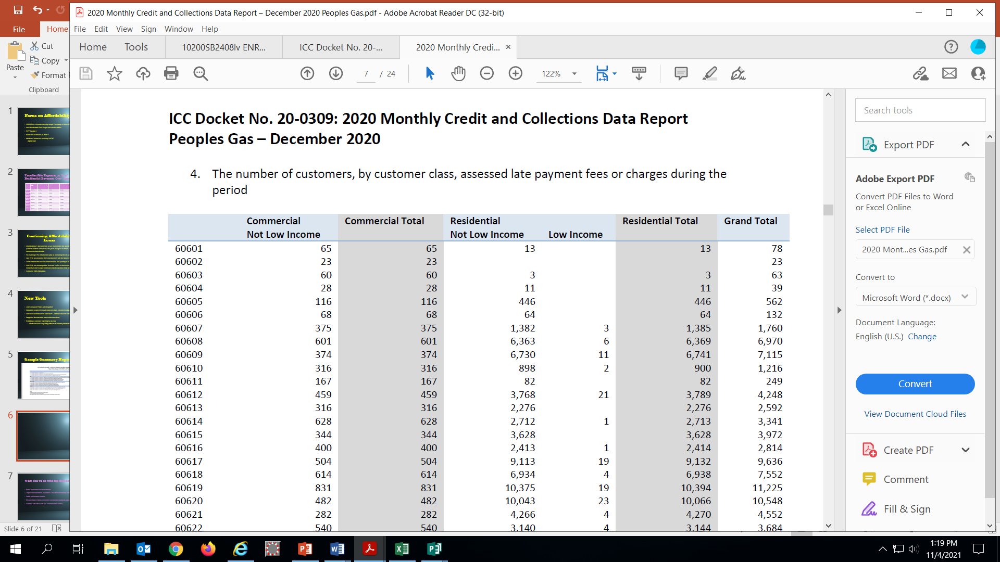 2020 Monthly Credit and Collections Data Report – December 2020 Peoples Gas.pdf - Adobe Acrobat Reader DC (32-bit)
File Home
File Edit View Sign Window Help
Home Tools 10200SB2408lv ENR... ICC Docket No. 20-... 2020 Monthly Credi... ×
Cut
Copy
Paste
Format
Clipboard
7 / 24
122%
ICC Docket No. 20-0309: 2020 Monthly Credit and Collections Data Report
Peoples Gas – December 2020
4. The number of customers, by customer class, assessed late payment fees or charges during the
period
Commercial Commercial Total Residential Residential Total Grand Total
Not Low Income Not Low Income Low Income
60601 65 65 13 13 78
60602 23 23 23
60603 60 60 3 3 63
60604 28 28 11 11 39
60605 116 116 446 446 562
60606 68 68 64 64 132
60607 375 375 1,382 3 1,385 1,760
60608 601 601 6,363 6 6,369 6,970
60609 374 374 6,730 11 6,741 7,115
60610 316 316 898 2 900 1,216
60611 167 167 82 82 249
60612 459 459 3,768 21 3,789 4,248
60613 316 316 2,276 2,276 2,592
60614 628 628 2,712 1 2,713 3,341
60615 344 344 3,628 3,628 3,972
60616 400 400 2,413 1 2,414 2,814
60617 504 504 9,113 19 9,132 9,636
60618 614 614 6,934 4 6,938 7,552
60619 831 831 10,375 19 10,394 11,225
60620 482 482 10,043 23 10,066 10,548
60621 282 282 4,266 4 4,270 4,552
60622 540 540 3,140 4 3,144 3,684
Search tools
Export PDF
Adobe Export PDF
Convert PDF Files to Word
or Excel Online
Select PDF File
2020 Mont...es Gas.pdf
Convert to
Microsoft Word (*.docx)
Document Language:
English (U.S.) Change
Convert
View Document Cloud Files
Create PDF
Comment
Fill & Sign
1
Focus on Affordability
2
Uncollectible Expenses
Residential Revenues Over
3
Continuing Affordability
Issues
4
New Tools
5
Sample Summary Report
6
7
What can we do with zip code
Slide 6 of 21
1:19 PM
11/4/2021